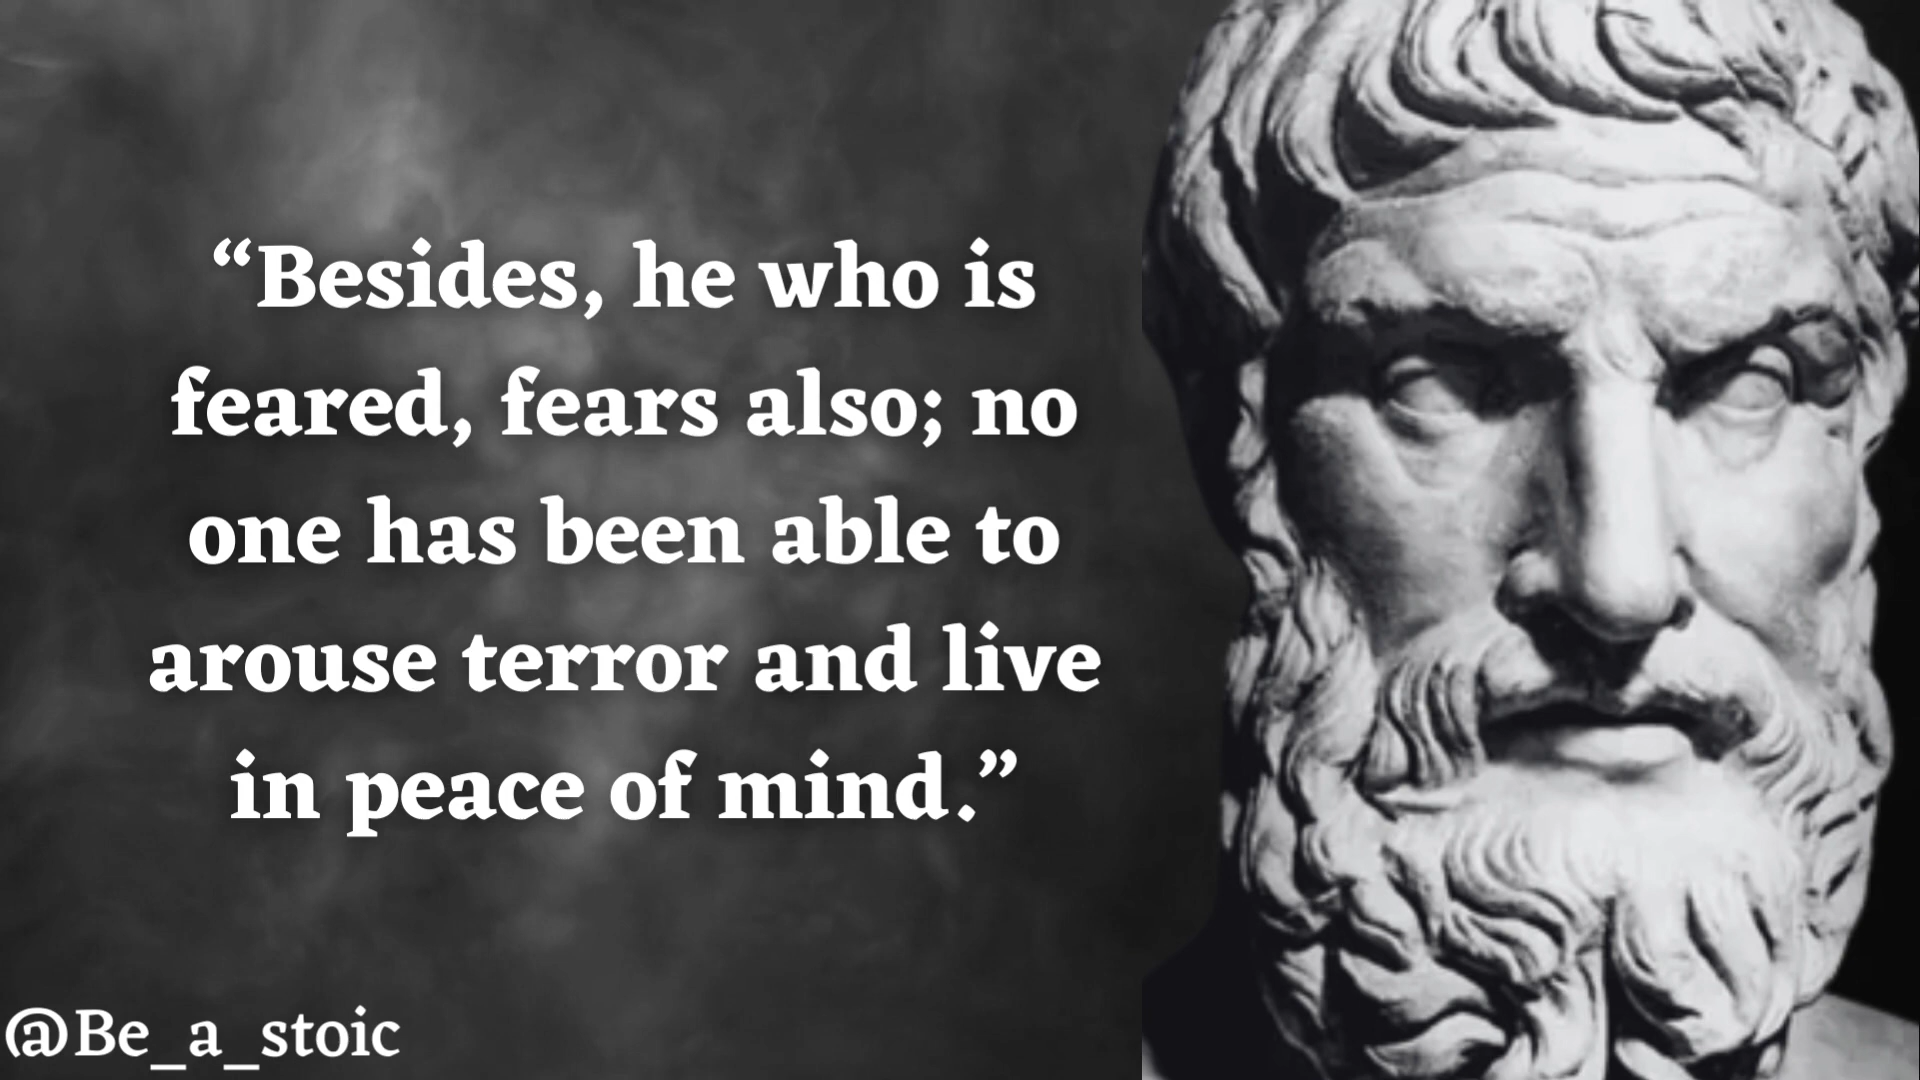 “Besides, he who is
feared, fears also; no
one has been able to
arouse terror and live
in peace of mind.”
@Be_a_stoic